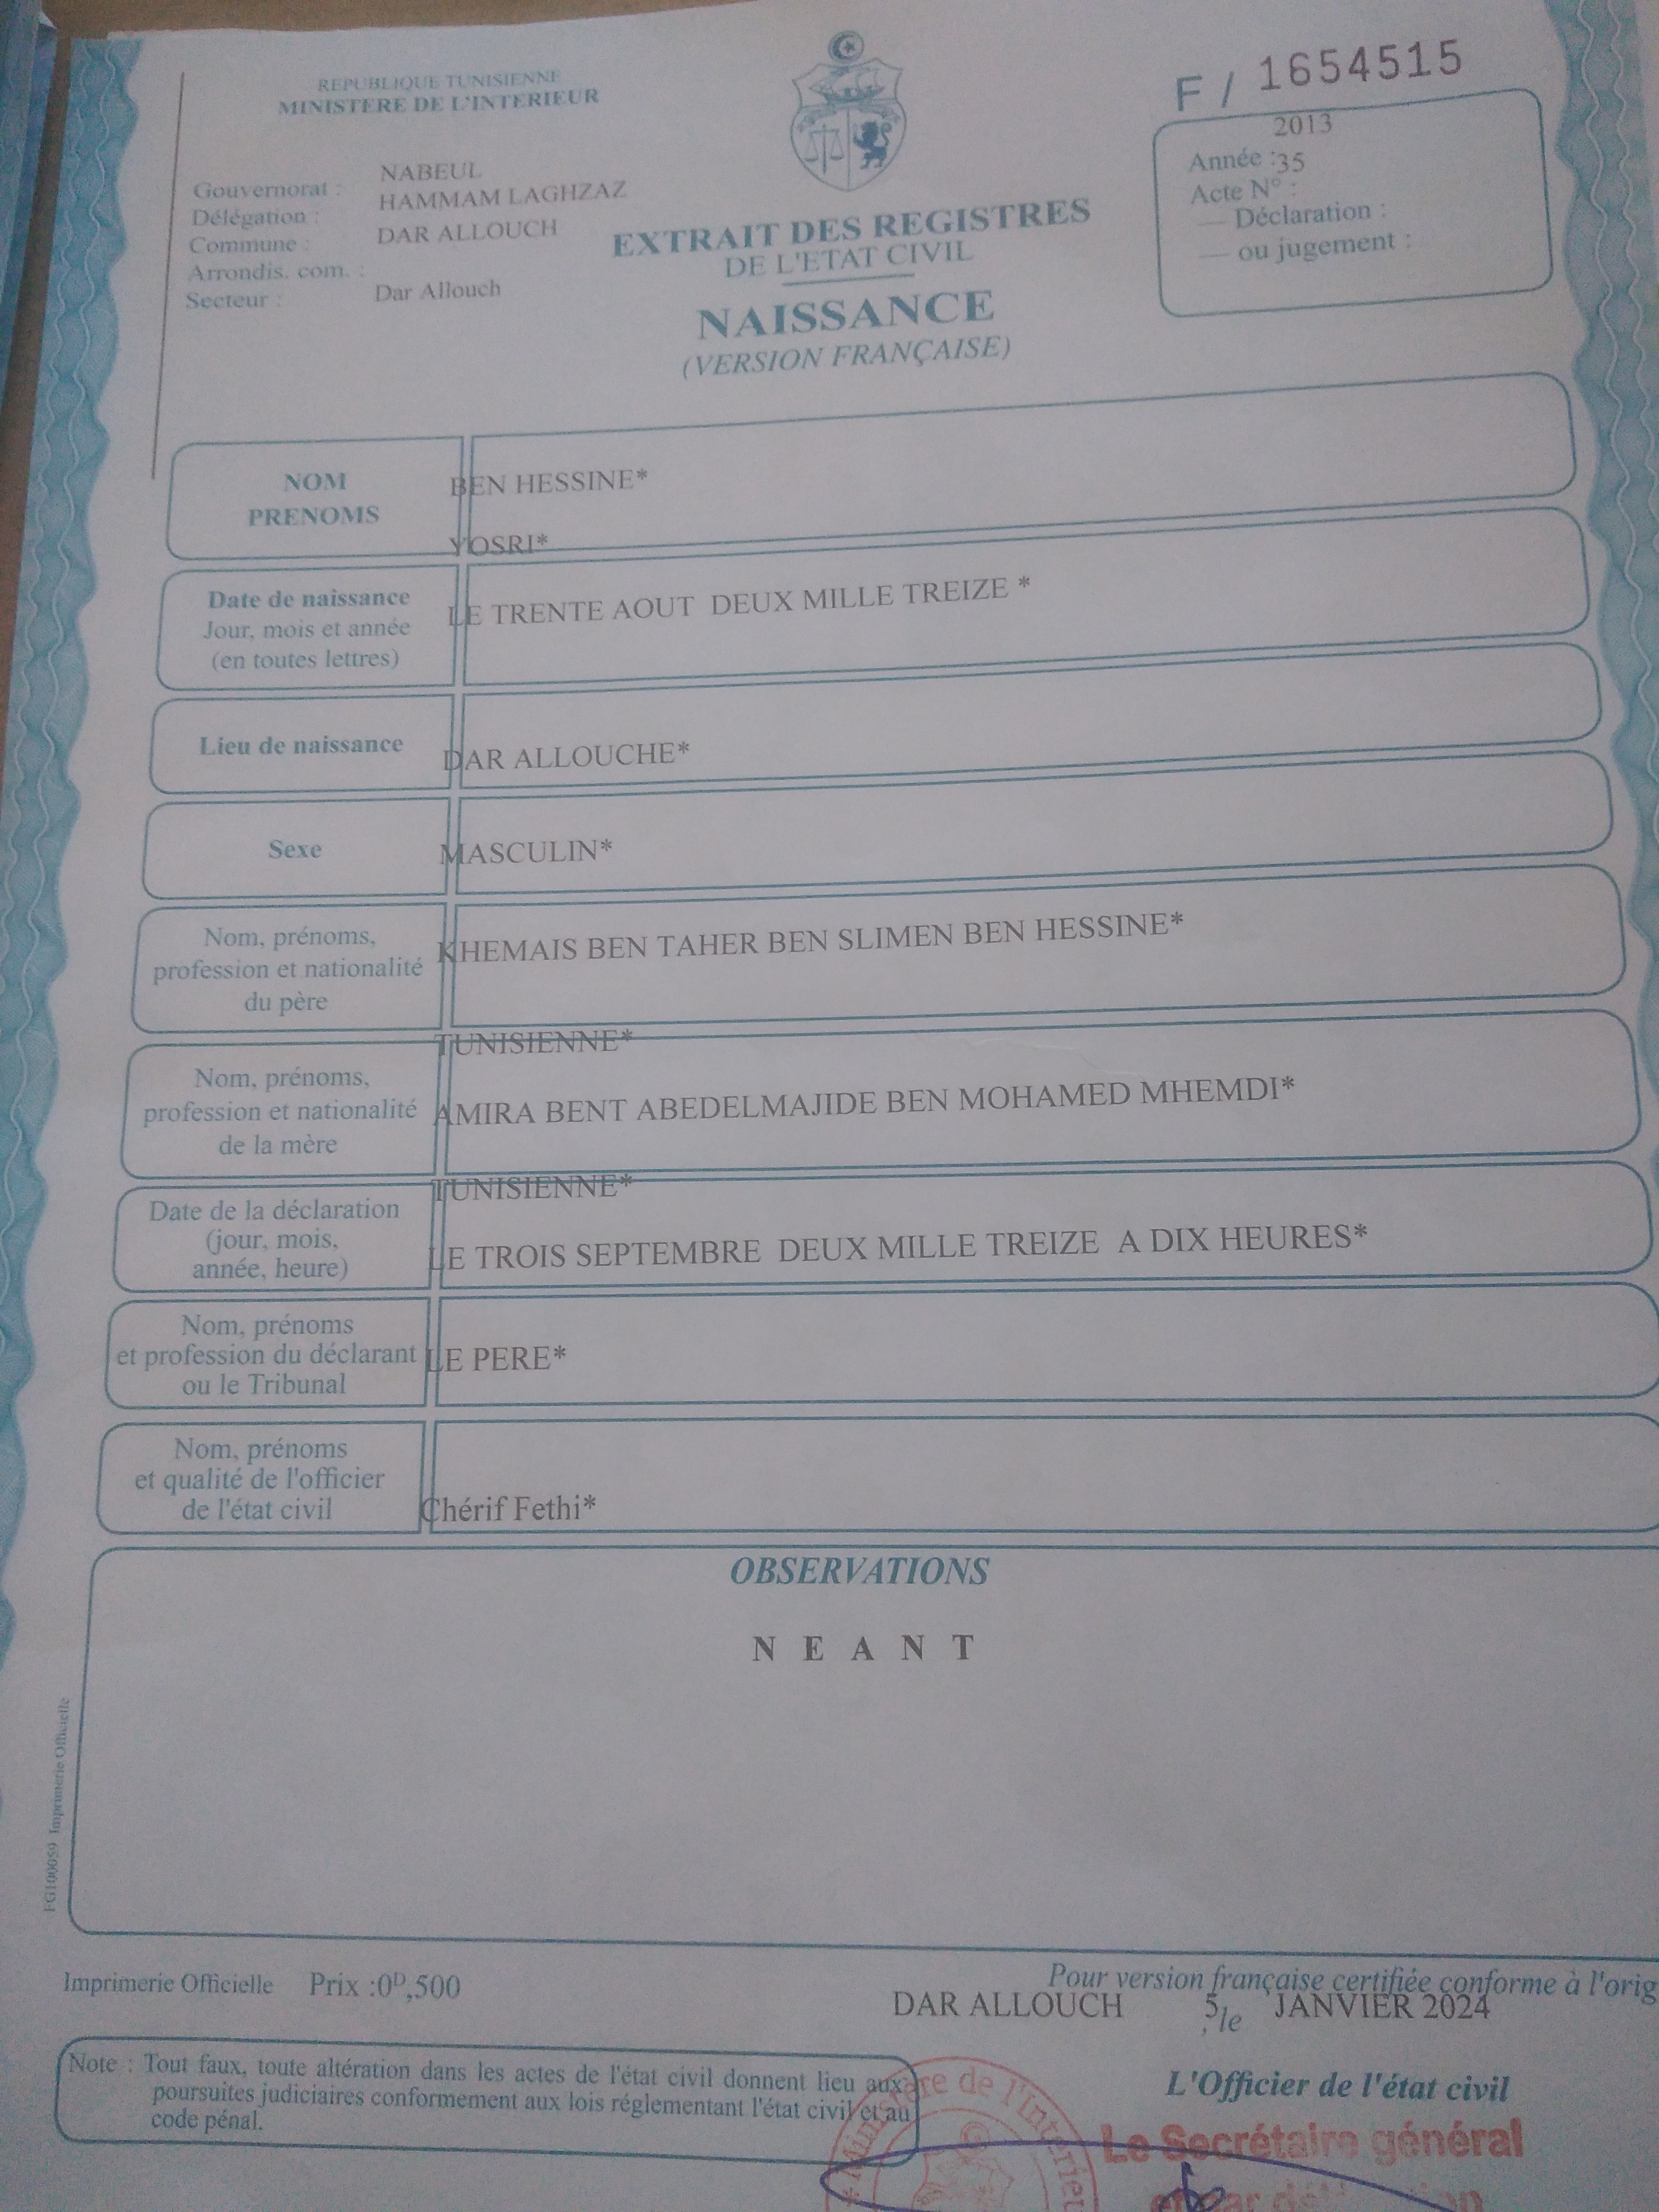 REPUBLIQUE TUNISIENNE
MINISTERE DE L'INTERIEUR
F / 1654515
2013
Année : 35
Acte N° :
— Déclaration :
— ou jugement :
NABEUL
Gouvernorat :
HAMMAM LAGHZAZ
Délégation :
DAR ALLOUCH
Commune :
Arrondis. com. :
Secteur : Dar Allouch
EXTRAIT DES REGISTRES
DE L'ETAT CIVIL
NAISSANCE
(VERSION FRANÇAISE)
NOM
PRENOMS
BEN HESSINE*
YOSRI*
Date de naissance
Jour, mois et année
(en toutes lettres)
LE TRENTE AOUT DEUX MILLE TREIZE *
Lieu de naissance
DAR ALLOUCHE*
Sexe
MASCULIN*
Nom, prénoms,
profession et nationalité
du père
KHEMAIS BEN TAHER BEN SLIMEN BEN HESSINE*
TUNISIENNE*
Nom, prénoms,
profession et nationalité
de la mère
AMIRA BENT ABEDELMAJIDE BEN MOHAMED MHEMDI*
TUNISIENNE*
Date de la déclaration
(jour, mois,
année, heure)
LE TROIS SEPTEMBRE DEUX MILLE TREIZE A DIX HEURES*
Nom, prénoms
et profession du déclarant
ou le Tribunal
LE PERE*
Nom, prénoms
et qualité de l'officier
de l'état civil
Chérif Fethi*
OBSERVATIONS
N E A N T
FG100059 Imprimerie Officielle
Imprimerie Officielle Prix :0D,500
Pour version française certifiée conforme à l'orig
DAR ALLOUCH 5 , le JANVIER 2024
Note : Tout faux, toute altération dans les actes de l'état civil donnent lieu aux
poursuites judiciaires conformement aux lois réglementant l'état civil et au
code pénal.
L'Officier de l'état civil
* Ministère de l'Intérieur
Le Secrétaire général